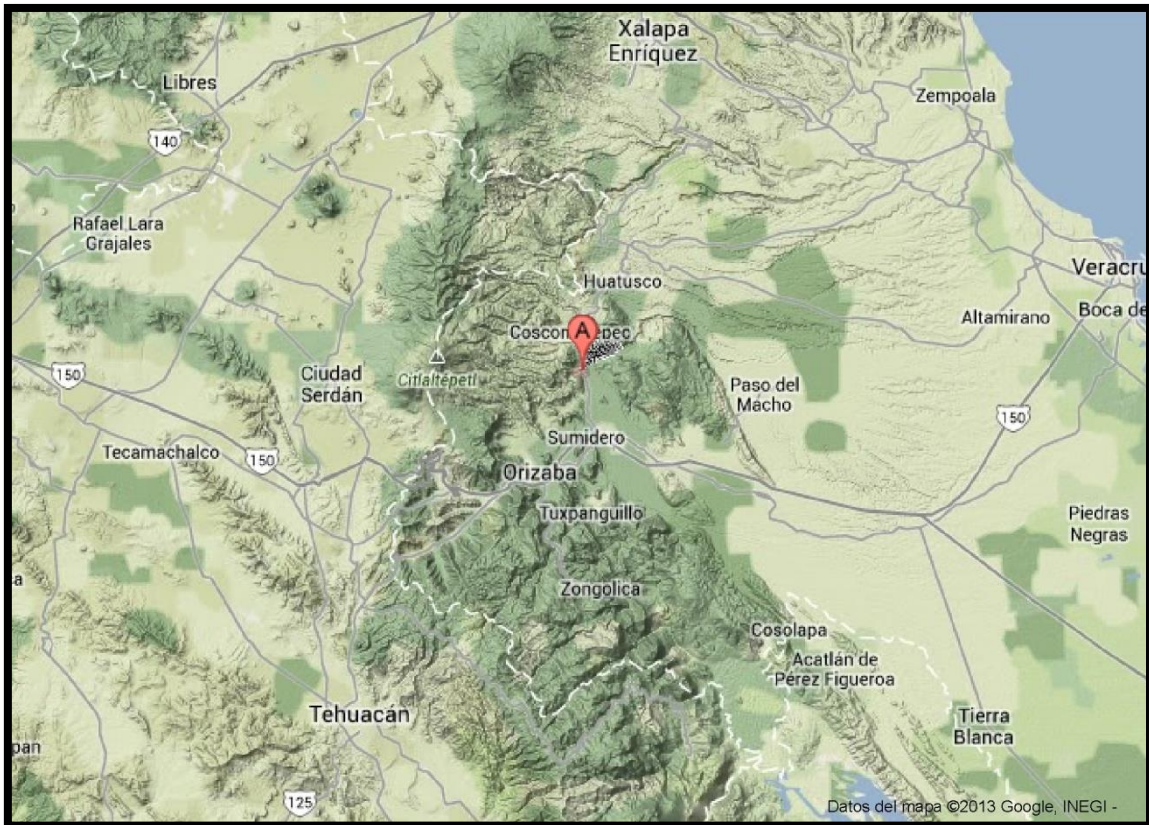 Xalapa
Enríquez
Libres
Zempoala
140
Rafael Lara
Grajales
Huatusco
Veracru
Altamirano
Boca de
A
150
Ciudad
Serdán
Citlaltépetl
Paso del
Macho
150
Sumidero
Tecamachalco
150
Orizaba
Tuxpanguillo
Piedras
Negras
Zongolica
Cosolapa
Acatlán de
Pérez Figueroa
Tehuacán
Tierra
Blanca
pan
125
Datos del mapa ©2013 Google, INEGI -